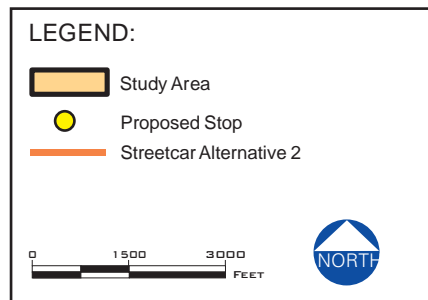 LEGEND:
Study Area
Proposed Stop
Streetcar Alternative 2
0 1500 3000
FEET
NORTH